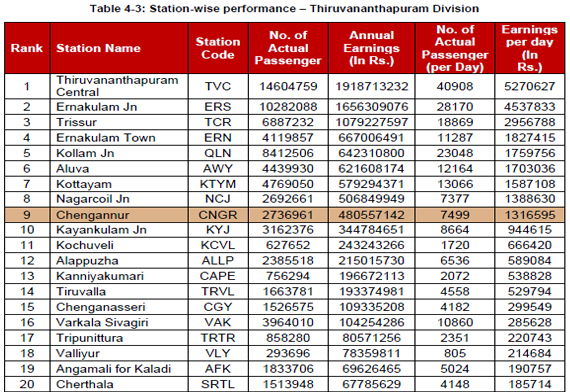 Table 4-3: Station-wise performance – Thiruvananthapuram Division
Rank Station Name Station Code No. of Actual Passenger Annual Earnings (In Rs.) No. of Actual Passenger (per Day) Earnings per day (In Rs.)
1 Thiruvananthapuram Central TVC 14604759 1918713232 40908 5270627
2 Ernakulam Jn ERS 10282088 1656309076 28170 4537833
3 Trissur TCR 6887232 1079227597 18869 2956788
4 Ernakulam Town ERN 4119857 667006491 11287 1827415
5 Kollam Jn QLN 8412506 642310800 23048 1759756
6 Aluva AWY 4439930 621608174 12164 1703036
7 Kottayam KTYM 4769050 579294371 13066 1587108
8 Nagarcoil Jn NCJ 2692661 506849949 7377 1388630
9 Chengannur CNGR 2736961 480557142 7499 1316595
10 Kayankulam Jn KYJ 3162376 344784651 8664 944615
11 Kochuveli KCVL 627652 243243266 1720 666420
12 Alappuzha ALLP 2385518 215015730 6536 589084
13 Kanniyakumari CAPE 756294 196672113 2072 538828
14 Tiruvalla TRVL 1663781 193374981 4558 529794
15 Chenganasseri CGY 1526575 109335208 4182 299549
16 Varkala Sivagiri VAK 3964010 104254286 10860 285628
17 Tripunittura TRTR 858280 80571256 2351 220743
18 Valliyur VLY 293696 78359811 805 214684
19 Angamali for Kaladi AFK 1833706 69626465 5024 190757
20 Cherthala SRTL 1513948 67785629 4148 185714